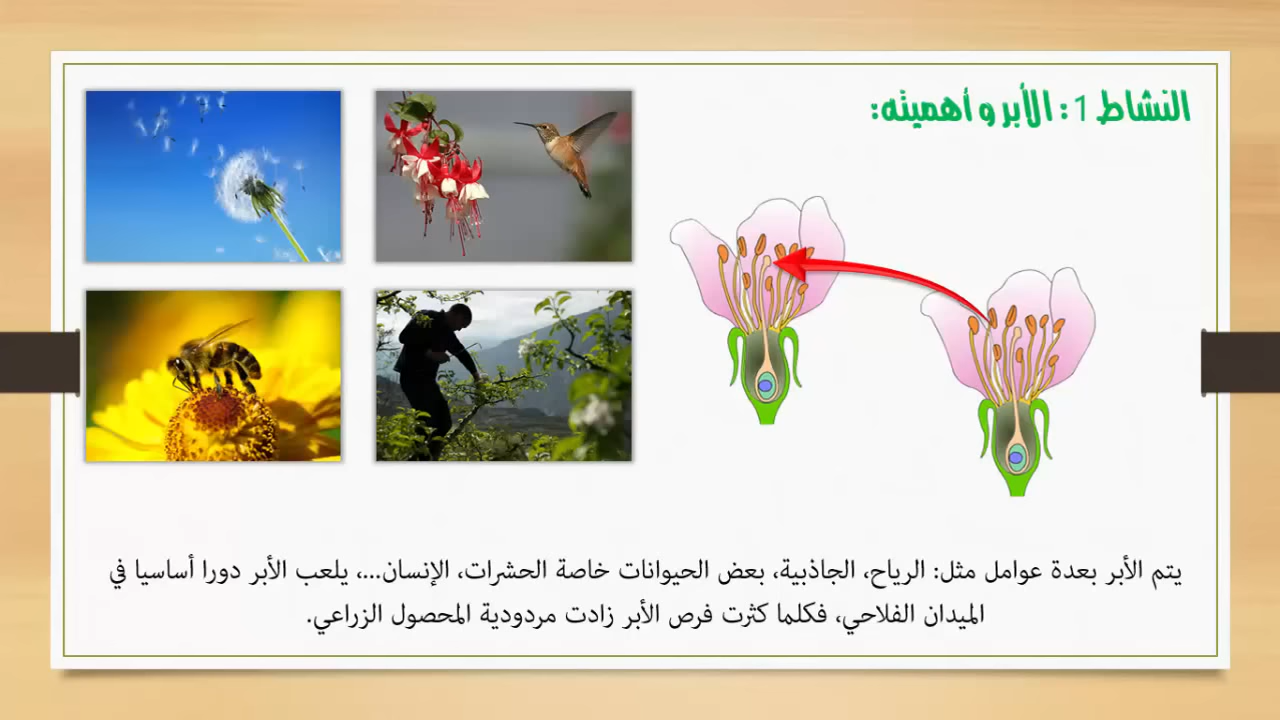 النشاط 1 : الأبر و أهميته:
يتم الأبر بعدة عوامل مثل: الرياح، الجاذبية، بعض الحيوانات خاصة الحشرات، الإنسان...، يلعب الأبر دورا أساسيا في
الميدان الفلاحي، فكلما كثرت فرص الأبر زادت مردودية المحصول الزراعي.